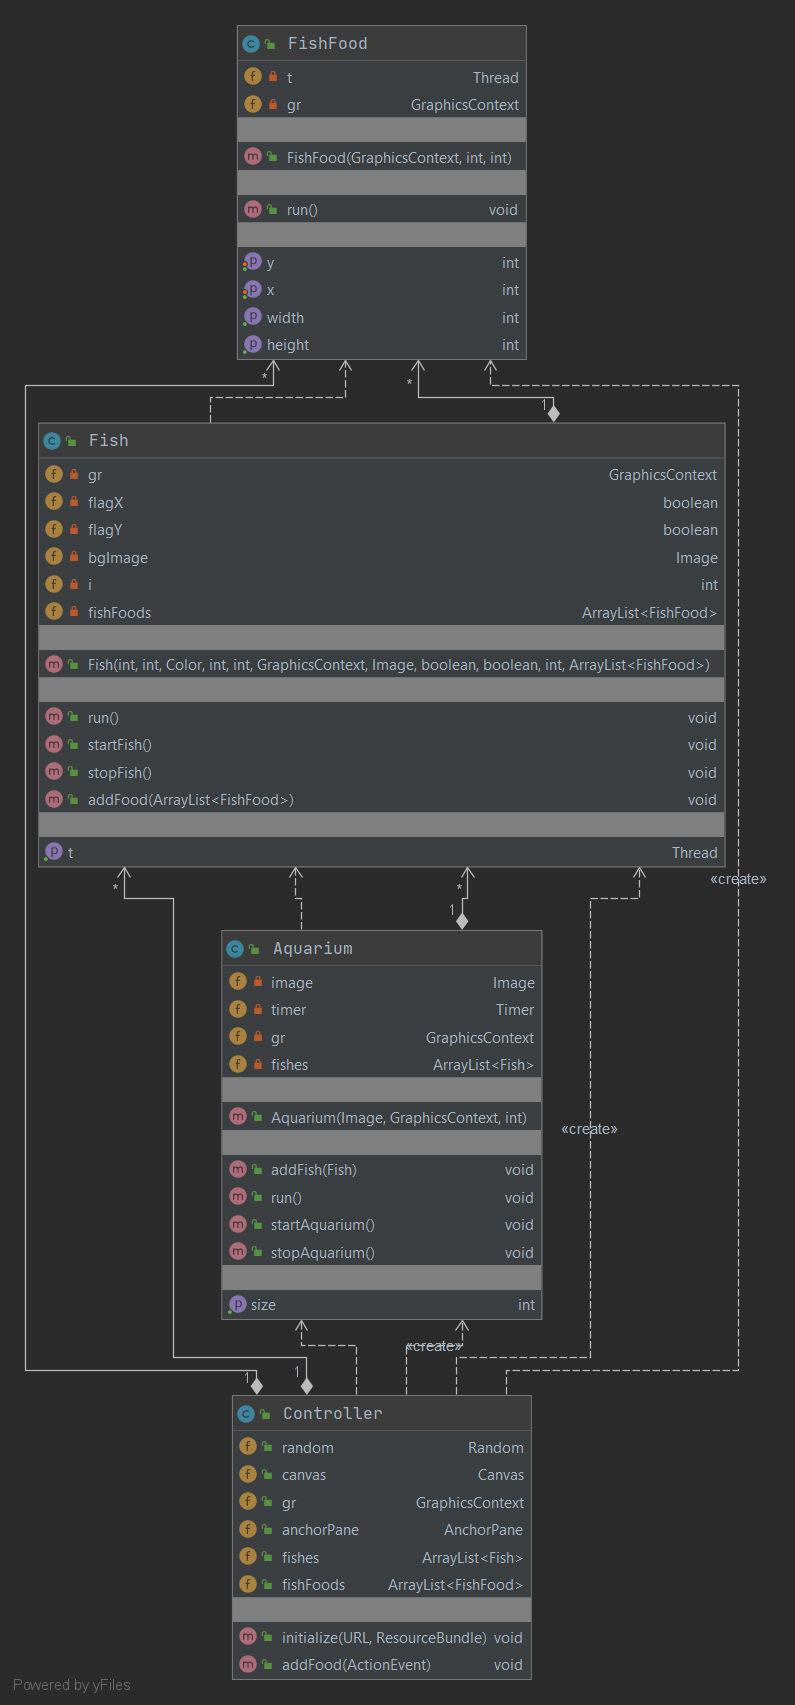 FishFood
t Thread
gr GraphicsContext
FishFood(GraphicsContext, int, int)
run() void
y int
x int
width int
height int
* * 1
Fish
gr GraphicsContext
flagX boolean
flagY boolean
bgImage Image
i int
fishFoods ArrayList<FishFood>
Fish(int, int, Color, int, int, GraphicsContext, Image, boolean, boolean, int, ArrayList<FishFood>)
run() void
startFish() void
stopFish() void
addFood(ArrayList<FishFood>) void
t Thread
«create»
* *
1
Aquarium
image Image
timer Timer
gr GraphicsContext
fishes ArrayList<Fish>
Aquarium(Image, GraphicsContext, int)
«create»
addFish(Fish) void
run() void
startAquarium() void
stopAquarium() void
size int
«create»
1 1
Controller
random Random
canvas Canvas
gr GraphicsContext
anchorPane AnchorPane
fishes ArrayList<Fish>
fishFoods ArrayList<FishFood>
initialize(URL, ResourceBundle) void
addFood(ActionEvent) void
Powered by yFiles